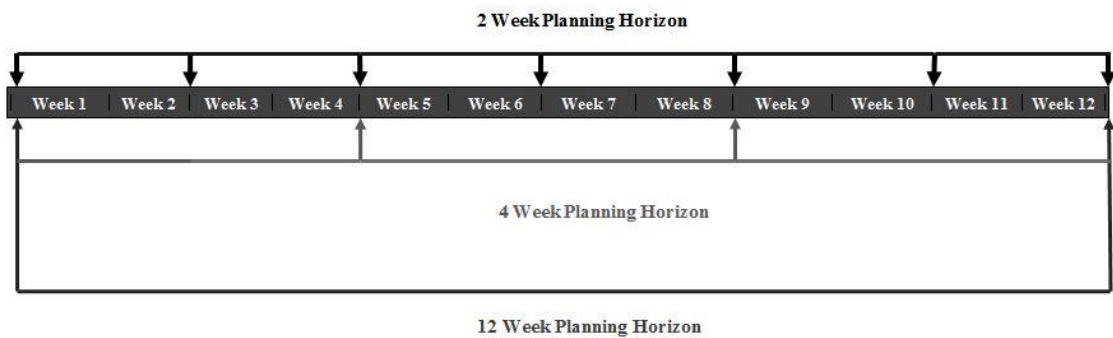 2 Week Planning Horizon
Week 1 Week 2 Week 3 Week 4 Week 5 Week 6 Week 7 Week 8 Week 9 Week 10 Week 11 Week 12
4 Week Planning Horizon
12 Week Planning Horizon